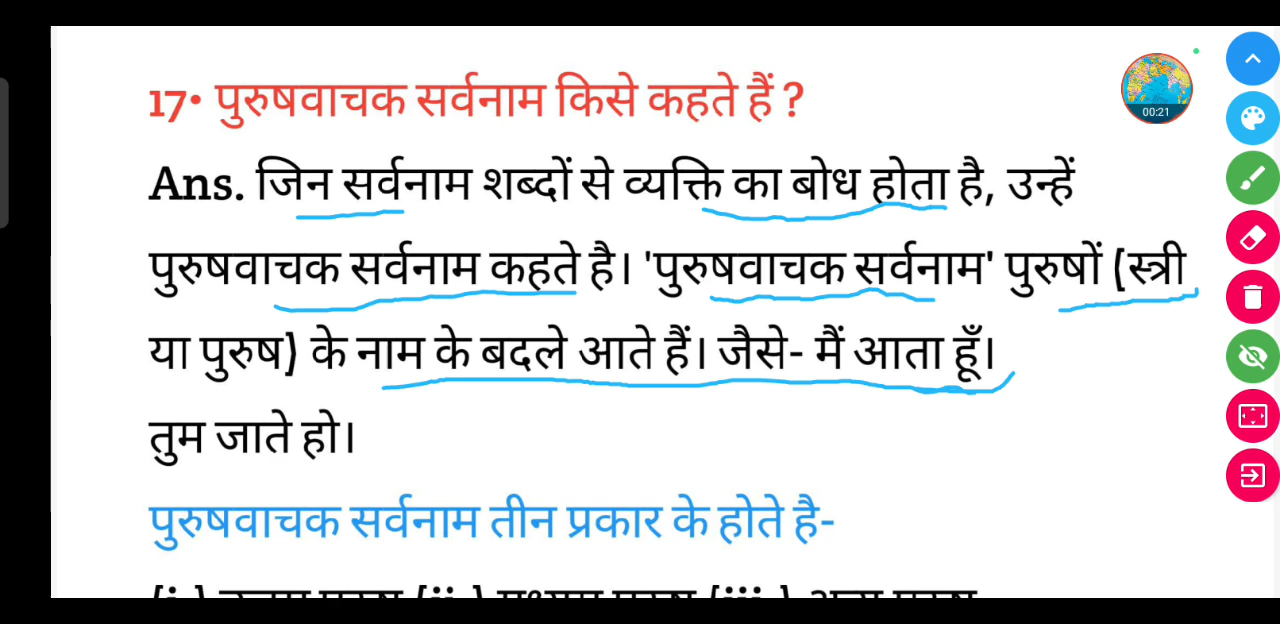 17• पुरुषवाचक सर्वनाम किसे कहते हैं ?
00:21
Ans. जिन सर्वनाम शब्दों से व्यक्ति का बोध होता है, उन्हें
पुरुषवाचक सर्वनाम कहते है। 'पुरुषवाचक सर्वनाम' पुरुषों (स्त्री
या पुरुष) के नाम के बदले आते हैं। जैसे- मैं आता हूँ।
तुम जाते हो।
पुरुषवाचक सर्वनाम तीन प्रकार के होते है-